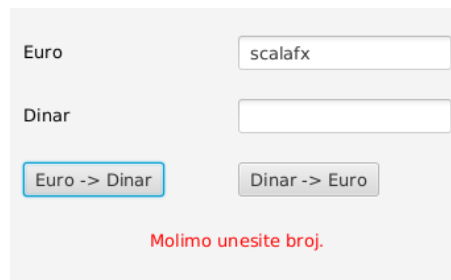 Euro scalafx
Dinar
Euro -> Dinar Dinar -> Euro
Molimo unesite broj.